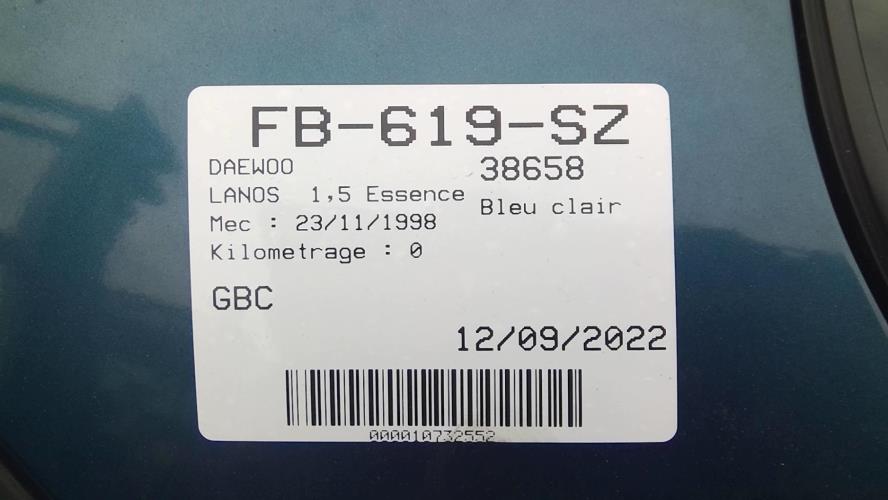 FB-619-SZ
DAEWOO 38658
LANOS 1,5 Essence
Bleu clair
Mec : 23/11/1998
Kilometrage : 0
GBC
12/09/2022
000010732552